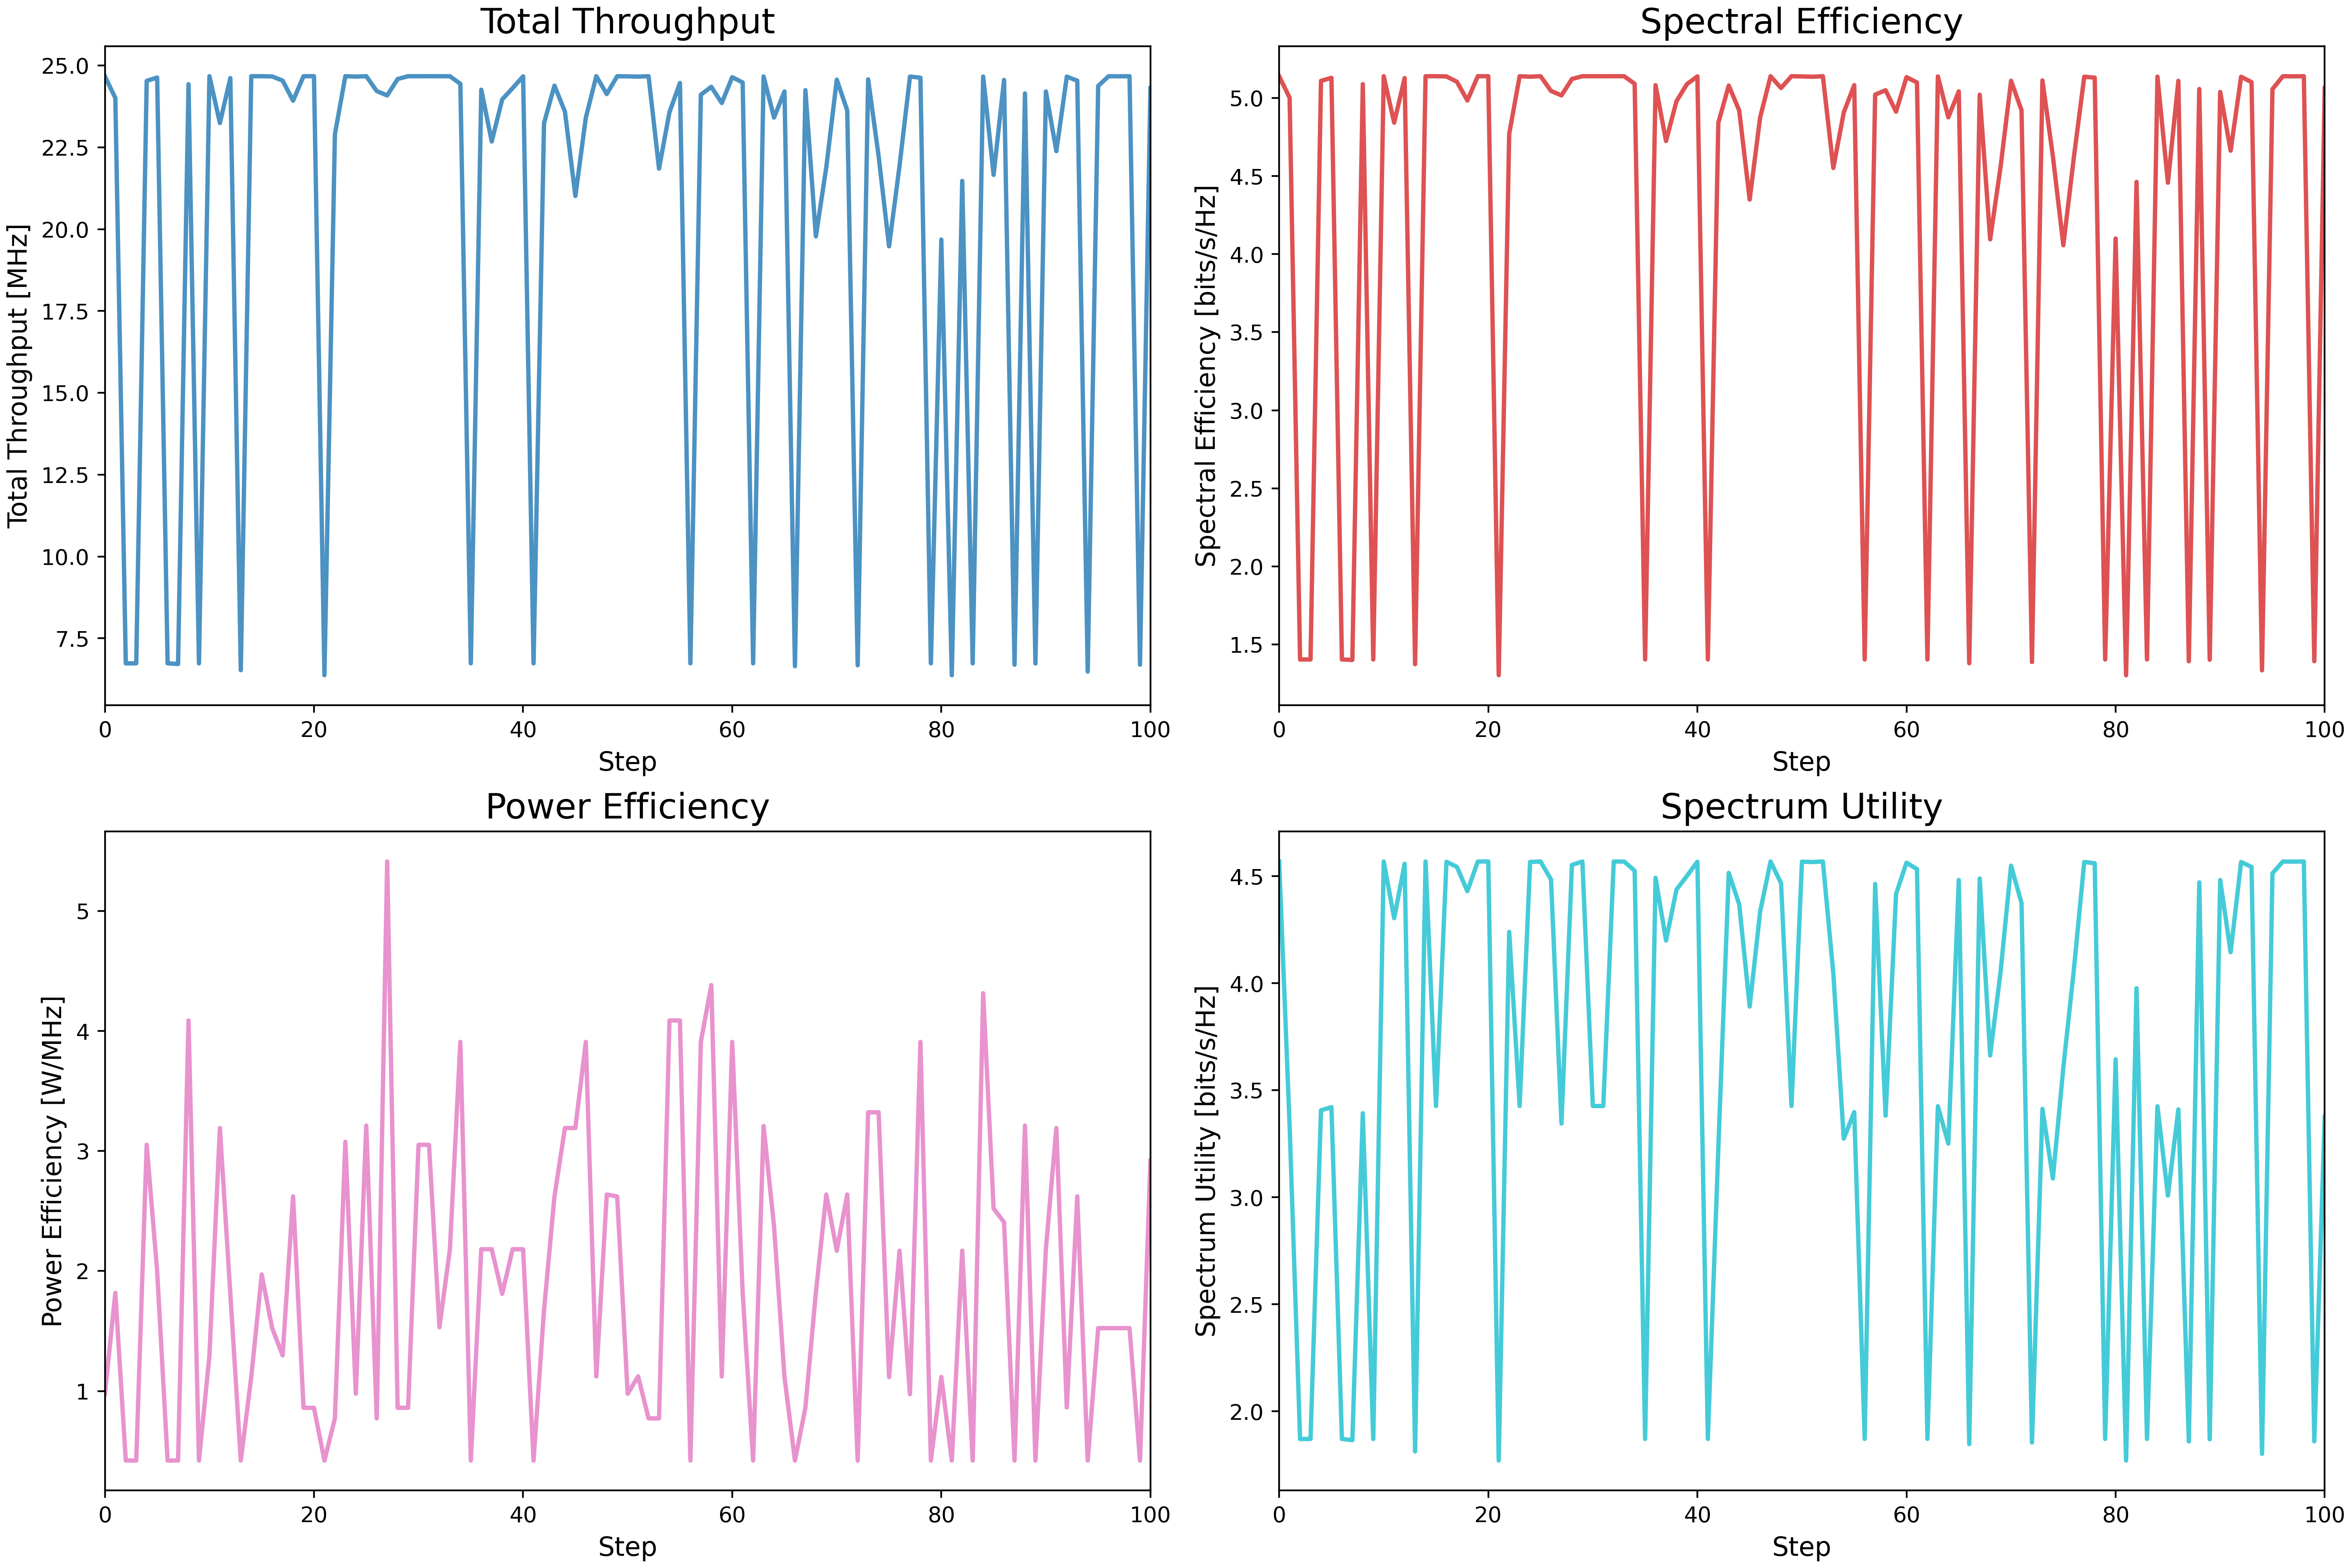 Total Throughput
Total Throughput [MHz]
25.0
22.5
20.0
17.5
15.0
12.5
10.0
7.5
0 20 40 60 80 100
Step
Spectral Efficiency
Spectral Efficiency [bits/s/Hz]
5.0
4.5
4.0
3.5
3.0
2.5
2.0
1.5
0 20 40 60 80 100
Step
Power Efficiency
Power Efficiency [W/MHz]
5
4
3
2
1
0 20 40 60 80 100
Step
Spectrum Utility
Spectrum Utility [bits/s/Hz]
4.5
4.0
3.5
3.0
2.5
2.0
0 20 40 60 80 100
Step